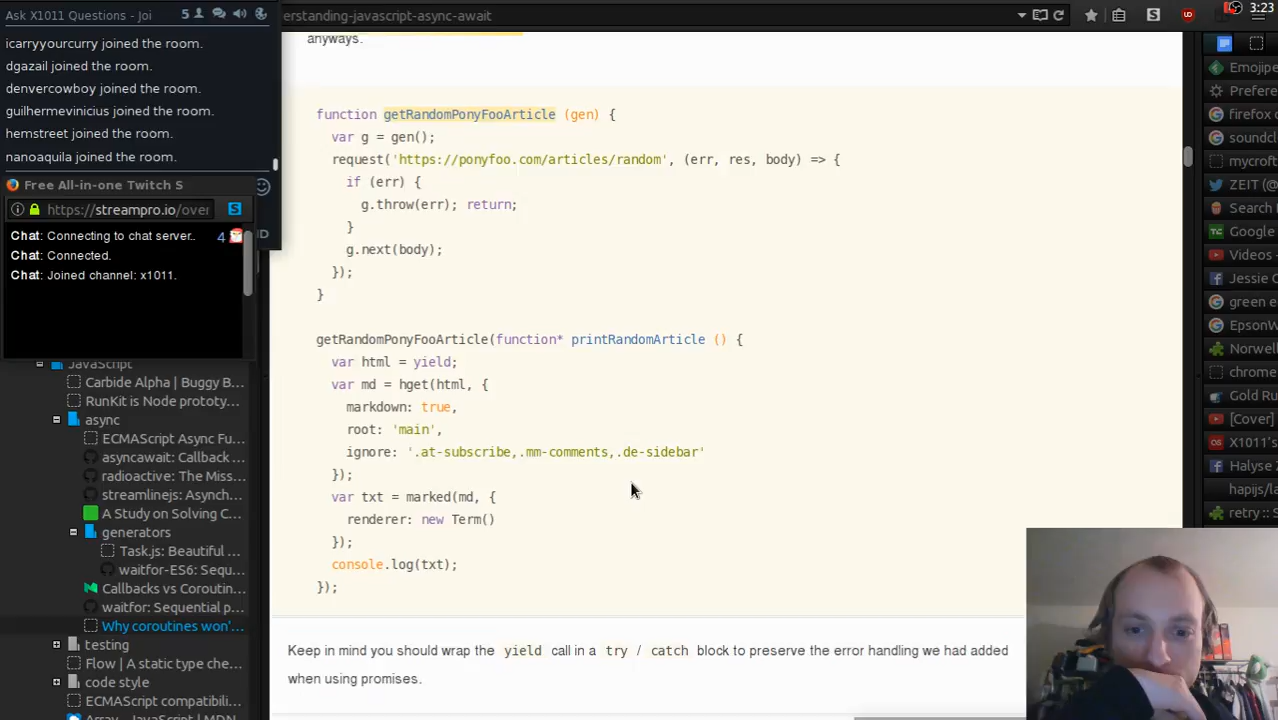 Ask X1011 Questions - Joi 5
icarryyourcurry joined the room.
dgazail joined the room.
denvercowboy joined the room.
guilhermevinicius joined the room.
hemstreet joined the room.
nanoaquila joined the room.
Free All-in-one Twitch S
https://streampro.io/over
Chat: Connecting to chat server.. 4
Chat: Connected.
Chat: Joined channel: x1011.
JavaScript
Carbide Alpha | Buggy B...
RunKit is Node prototy...
async
ECMAScript Async Fu...
asyncawait: Callback ...
radioactive: The Miss...
streamlinejs: Asynch...
A Study on Solving C...
generators
Task.js: Beautiful ...
waitfor-ES6: Sequ...
Callbacks vs Coroutin...
waitfor: Sequential p...
Why coroutines won'...
testing
Flow | A static type che...
code style
ECMAScript compatibili...
Array - JavaScript | MDN
erstanding-javascript-async-await
3:23
anyways.
function getRandomPonyFooArticle (gen) {
var g = gen();
request('https://ponyfoo.com/articles/random', (err, res, body) => {
if (err) {
g.throw(err); return;
}
g.next(body);
});
}
getRandomPonyFooArticle(function* printRandomArticle () {
var html = yield;
var md = hget(html, {
markdown: true,
root: 'main',
ignore: '.at-subscribe,.mm-comments,.de-sidebar'
});
var txt = marked(md, {
renderer: new Term()
});
console.log(txt);
});
Keep in mind you should wrap the yield call in a try / catch block to preserve the error handling we had added
when using promises.
Emojipe
Prefere
firefox
soundcl
mycroft
ZEIT (@
Search t
Google
Videos -
Jessie C
green e
EpsonW
Norwell
chrome
Gold Ru
[Cover]
X1011's
Halyse
hapijs/l
retry ::